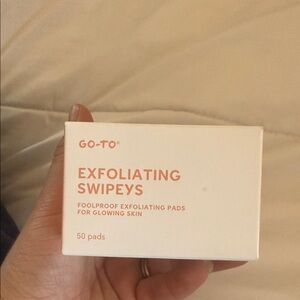 GO-TO®
EXFOLIATING
SWIPEYS
FOOLPROOF EXFOLIATING PADS
FOR GLOWING SKIN
50 pads